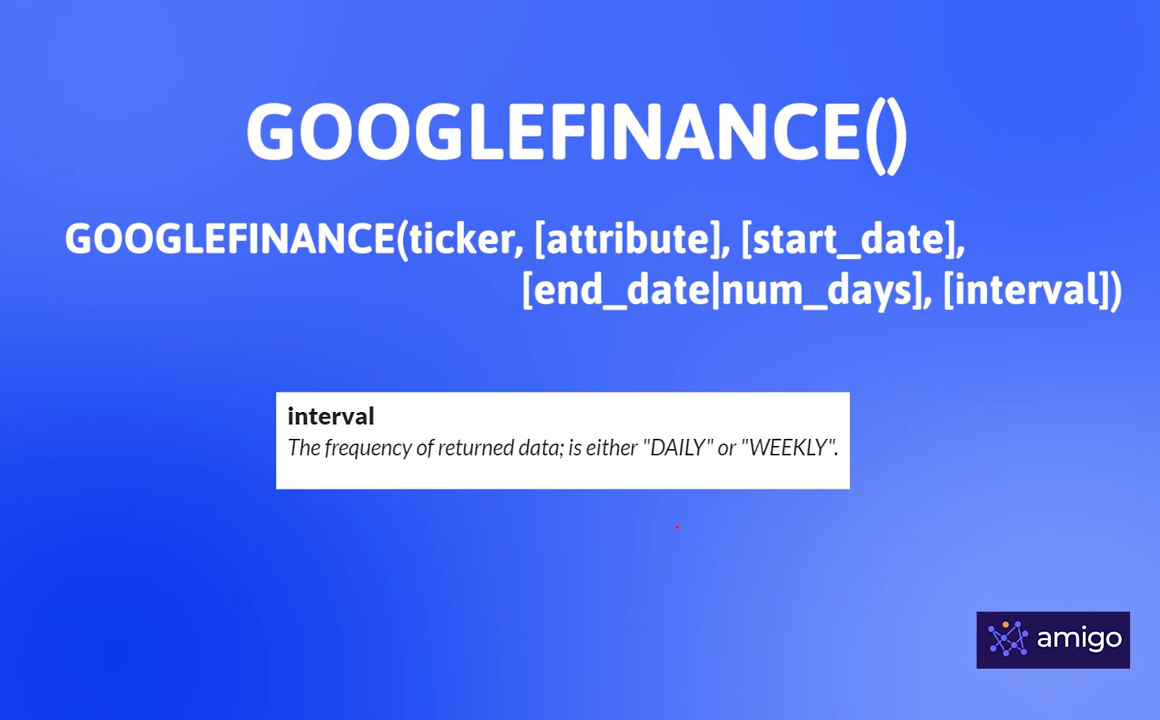 GOOGLEFINANCE()
GOOGLEFINANCE(ticker, [attribute], [start_date],
[end_date|num_days], [interval])
interval
The frequency of returned data; is either "DAILY" or "WEEKLY".
amigo